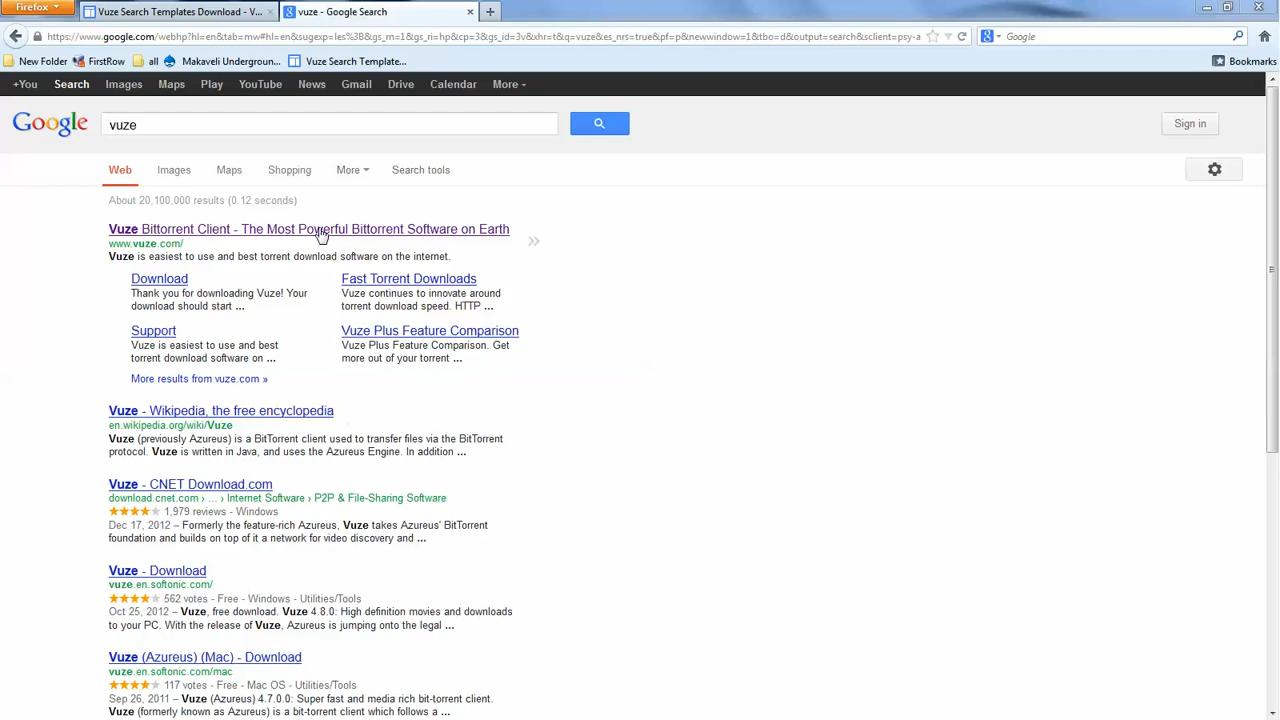 Firefox
Vuze Search Templates Download - V...
vuze - Google Search
https://www.google.com/webhp?hl=en&tab=mw#hl=en&sugexp=les%3B&gs_rn=1&gs_ri=hp&cp=3&gs_id=3v&xhr=t&q=vuze&es_nrs=true&pf=p&newwindow=1&tbo=d&output=search&sclient=psy-a
Google
New Folder
FirstRow
all
Makaveli Underground...
Vuze Search Template...
Bookmarks
+You Search Images Maps Play YouTube News Gmail Drive Calendar More
Google
vuze
Sign in
Web Images Maps Shopping More Search tools
About 20,100,000 results (0.12 seconds)
Vuze Bittorrent Client - The Most Powerful Bittorrent Software on Earth
www.vuze.com/
Vuze is easiest to use and best torrent download software on the internet.
Download
Thank you for downloading Vuze! Your
download should start ...
Fast Torrent Downloads
Vuze continues to innovate around
torrent download speed. HTTP ...
Support
Vuze is easiest to use and best
torrent download software on ...
Vuze Plus Feature Comparison
Vuze Plus Feature Comparison. Get
more out of your torrent ...
More results from vuze.com »
Vuze - Wikipedia, the free encyclopedia
en.wikipedia.org/wiki/Vuze
Vuze (previously Azureus) is a BitTorrent client used to transfer files via the BitTorrent
protocol. Vuze is written in Java, and uses the Azureus Engine. In addition ...
Vuze - CNET Download.com
download.cnet.com › ... › Internet Software › P2P & File-Sharing Software
1,979 reviews - Windows
Dec 17, 2012 – Formerly the feature-rich Azureus, Vuze takes Azureus' BitTorrent
foundation and builds on top of it a network for video discovery and ...
Vuze - Download
vuze.en.softonic.com/
562 votes - Free - Windows - Utilities/Tools
Oct 25, 2012 – Vuze, free download. Vuze 4.8.0: High definition movies and downloads
to your PC. With the release of Vuze, Azureus is jumping onto the legal ...
Vuze (Azureus) (Mac) - Download
vuze.en.softonic.com/mac
117 votes - Free - Mac OS - Utilities/Tools
Sep 26, 2011 – Vuze (Azureus) 4.7.0.0: Super fast and media rich bit-torrent client.
Vuze (formerly known as Azureus) is a bit-torrent client which follows a ...